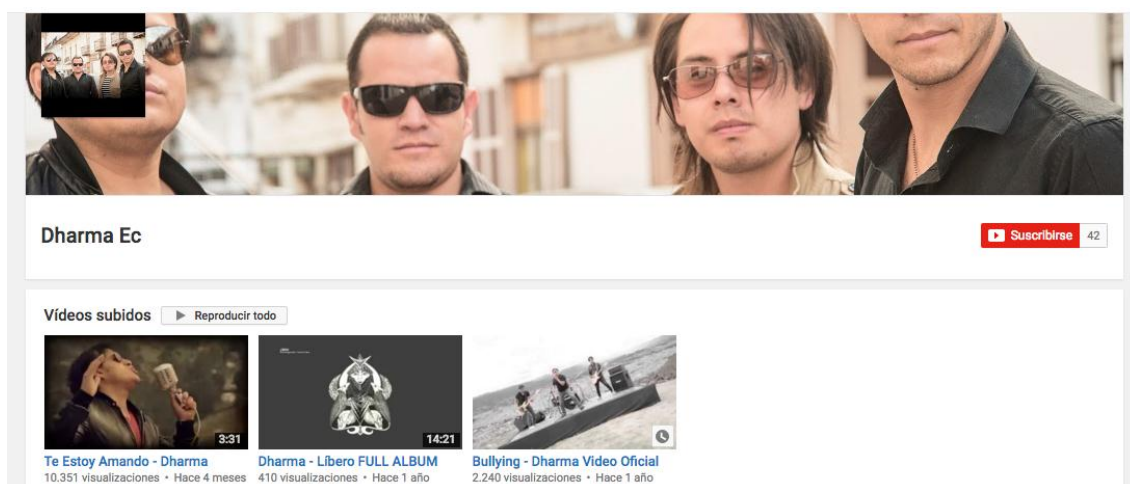 Dharma Ec
Suscribirse 42
Vídeos subidos Reproducir todo
3:31
14:21
Te Estoy Amando - Dharma
10.351 visualizaciones • Hace 4 meses
Dharma - Líbero FULL ALBUM
410 visualizaciones • Hace 1 año
Bullying - Dharma Video Oficial
2.240 visualizaciones • Hace 1 año